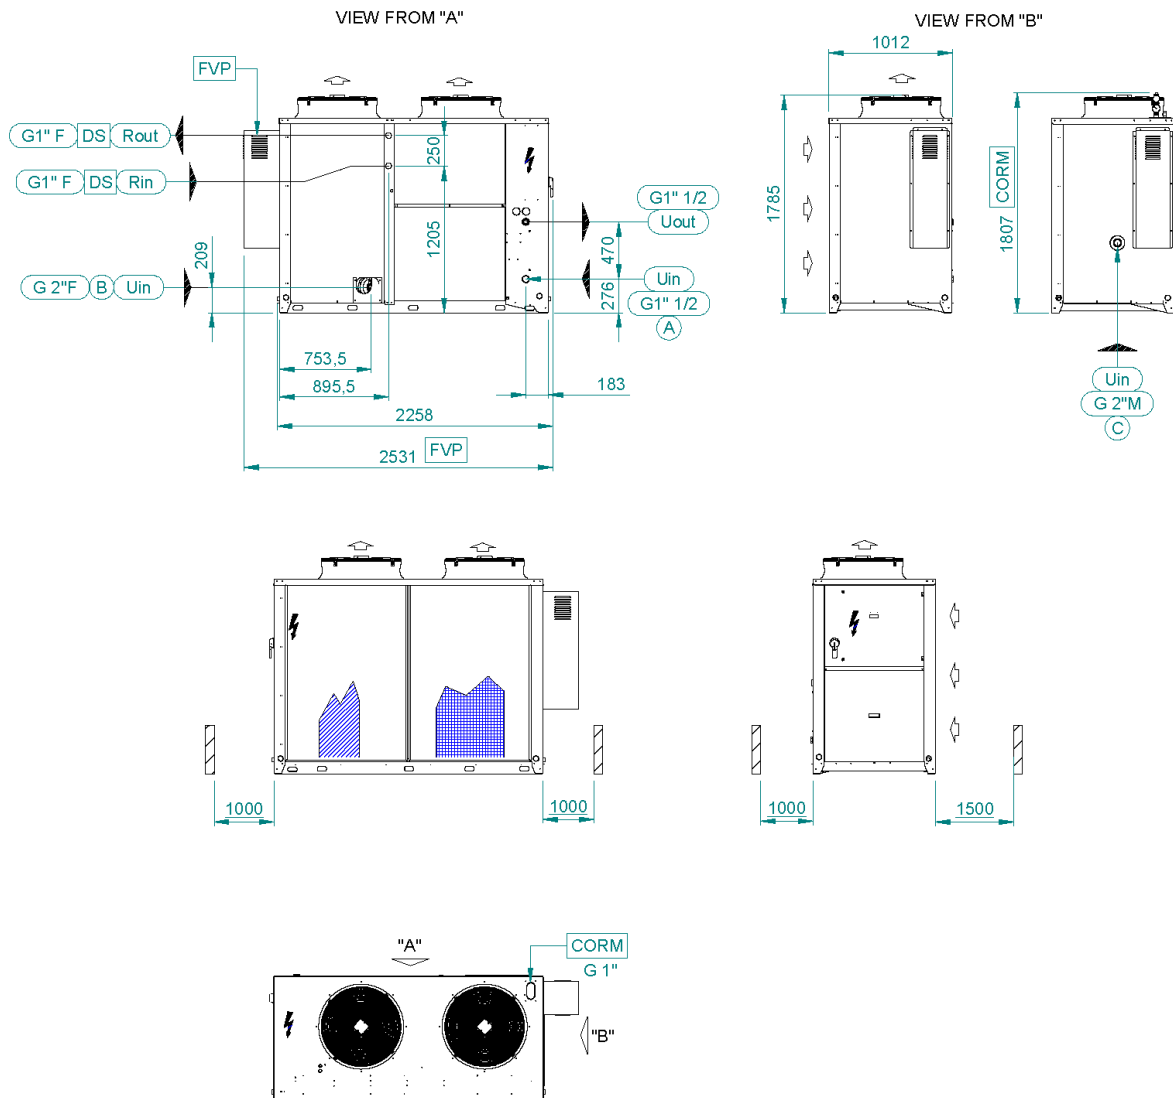 VIEW FROM "A"
VIEW FROM "B"
1012
FVP
G1" F DS Rout
250
G1" F DS Rin
1785
CORM
1807
G1" 1/2
Uout
1205
470
209
G 2"F B Uin
Uin
276
G1" 1/2
A
753,5
183
895,5
Uin
G 2"M
C
2258
2531 FVP
1000
1000
1000
1500
"A"
CORM
G 1"
"B"